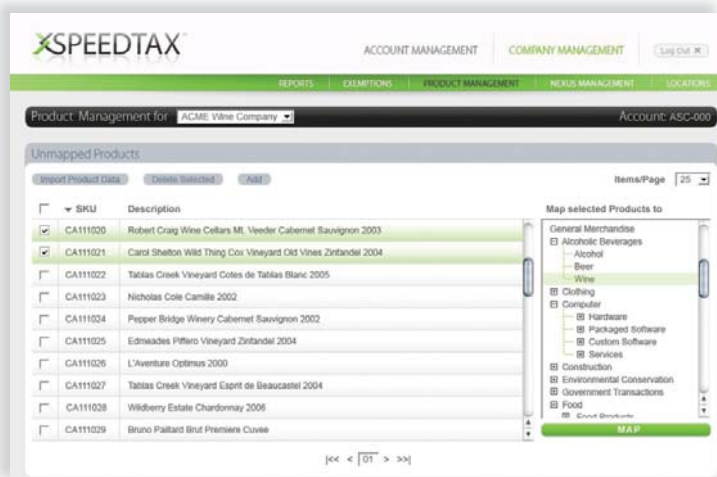 XSPEEDTAX
ACCOUNT MANAGEMENT
COMPANY MANAGEMENT
Log Out X
REPORTS
EXEMPTIONS
PRODUCT MANAGEMENT
NEXUS MANAGEMENT
LOCATIONS
Product Management for ACME Wine Company
Account: ASC-000
Unmapped Products
Import Product Data
Delete Selected
Add
Items/Page 25
SKU Description
Map selected Products to
CA111020 Robert Craig Wine Cellars Mt. Veeder Cabernet Sauvignon 2003
CA111021 Carol Shelton Wild Thing Cox Vineyard Old Vines Zinfandel 2004
CA111022 Tablas Creek Vineyard Cotes de Tablas Blanc 2005
CA111023 Nicholas Cole Camille 2002
CA111024 Pepper Bridge Winery Cabernet Sauvignon 2002
CA111025 Edmeades Piffero Vineyard Zinfandel 2004
CA111026 L'Aventure Optimus 2000
CA111027 Tablas Creek Vineyard Esprit de Beaucastel 2004
CA111028 Wildberry Estate Chardonnay 2006
CA111029 Bruno Paillard Brut Premiere Cuvee
General Merchandise
Alcoholic Beverages
Alcohol
Beer
Wine
Clothing
Computer
Hardware
Packaged Software
Custom Software
Services
Construction
Environmental Conservation
Government Transactions
Food
Food Products
MAP
|<< < 01 > >>|